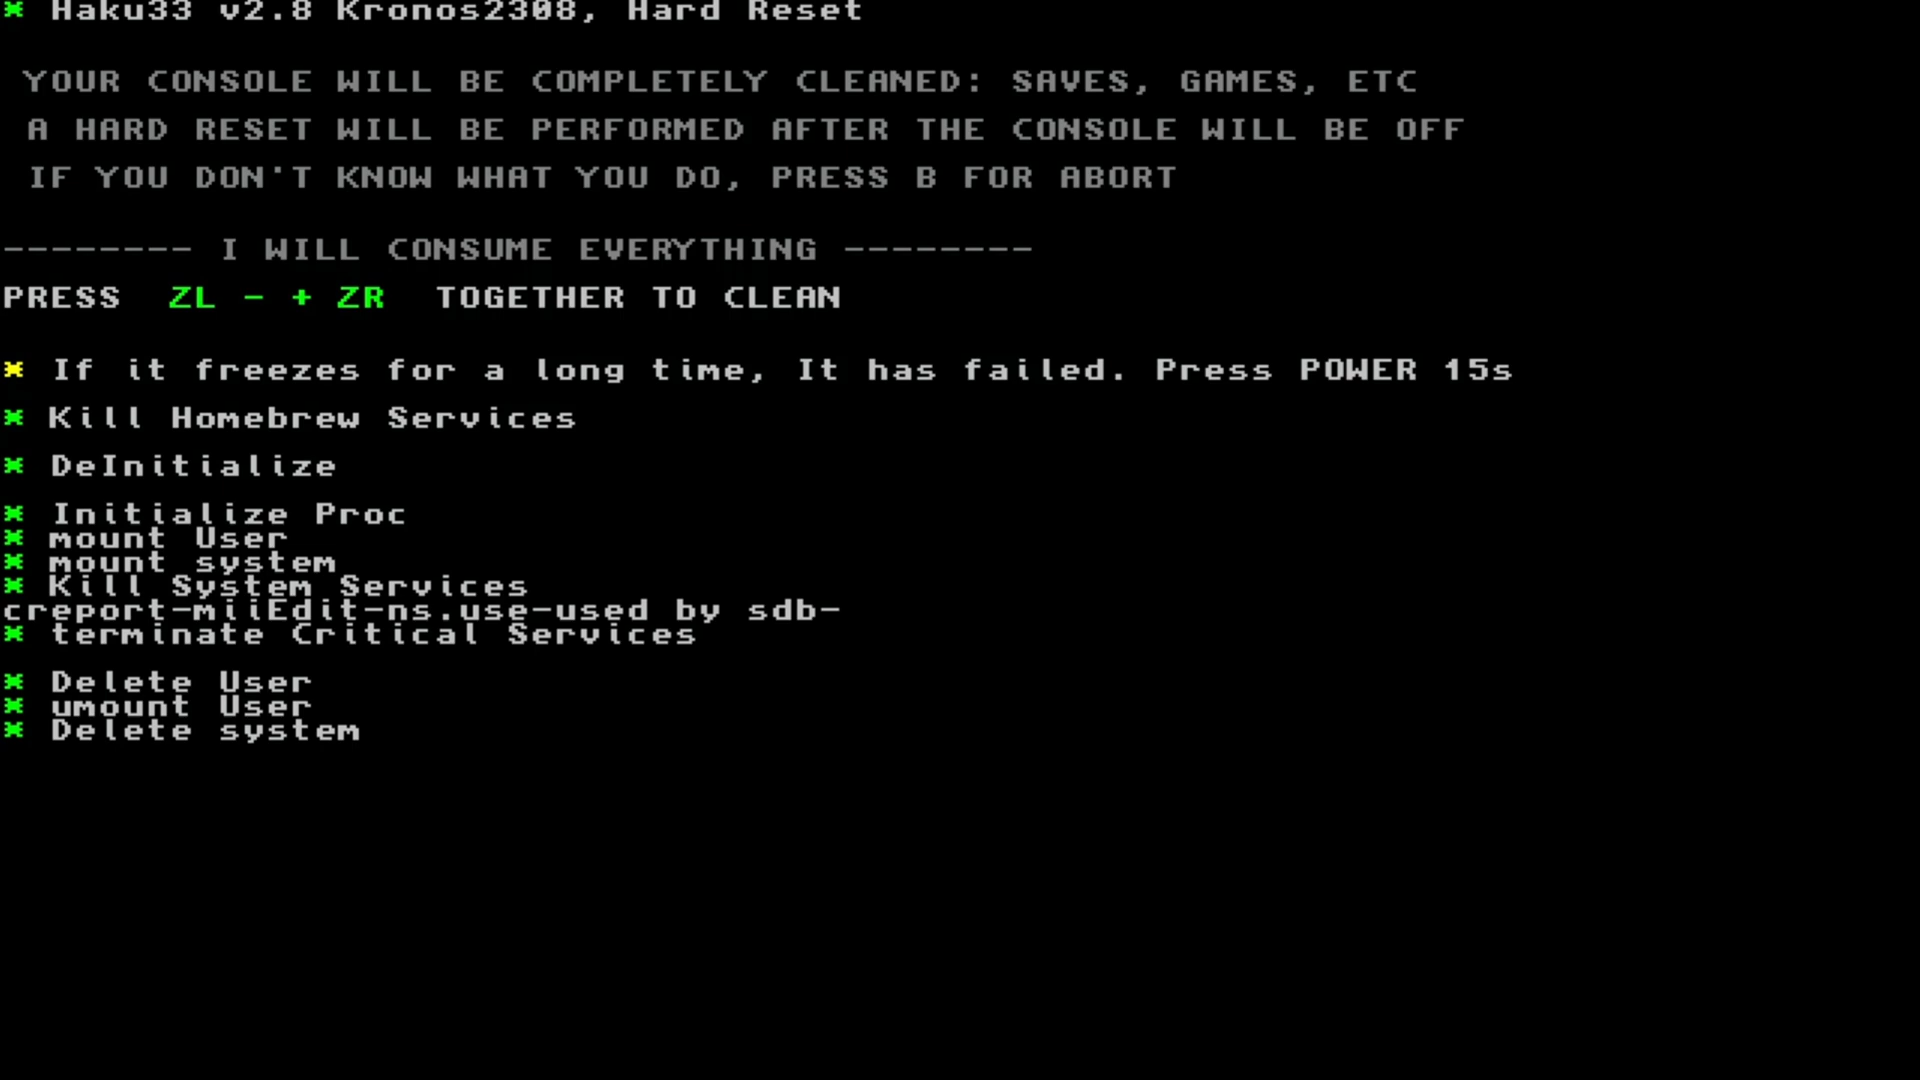 * Haku33 v2.8 Kronos2308, Hard Reset
YOUR CONSOLE WILL BE COMPLETELY CLEANED: SAVES, GAMES, ETC
A HARD RESET WILL BE PERFORMED AFTER THE CONSOLE WILL BE OFF
IF YOU DON'T KNOW WHAT YOU DO, PRESS B FOR ABORT
-------- I WILL CONSUME EVERYTHING --------
PRESS ZL - + ZR TOGETHER TO CLEAN
* If it freezes for a long time, It has failed. Press POWER 15s
* Kill Homebrew Services
* DeInitialize
* Initialize Proc
* mount User
* mount system
* Kill System Services
creport-miiEdit-ns.use-used by sdb-
* terminate Critical Services
* Delete User
* umount User
* Delete system